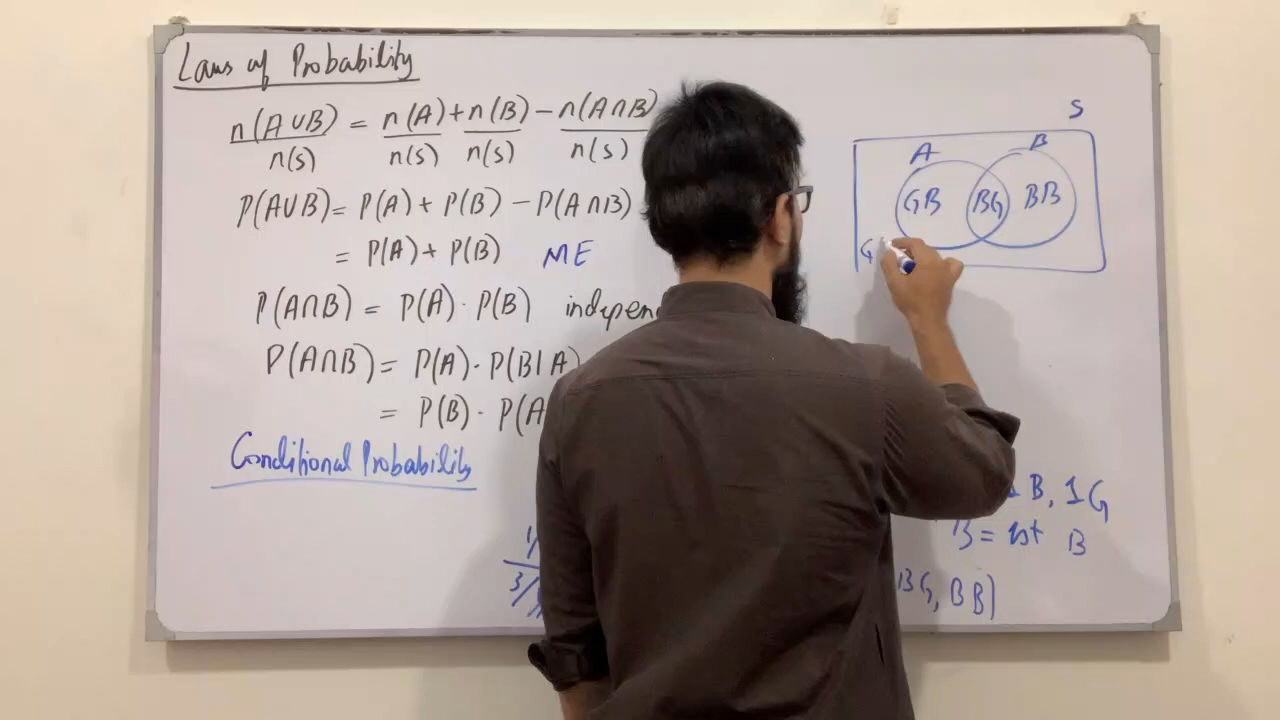 Laws of Probability
n(A∪B)/n(s) = n(A)/n(s) + n(B)/n(s) − n(A∩B)/n(s)
P(A∪B) = P(A) + P(B) − P(A∩B)
= P(A) + P(B) ME
P(A∩B) = P(A) · P(B) indepen
P(A∩B) = P(A) · P(B|A)
= P(B) · P(A
Conditional Probability
S
A B
GB BG BB
G
B, 1G
B = 1st B
BG, BB)